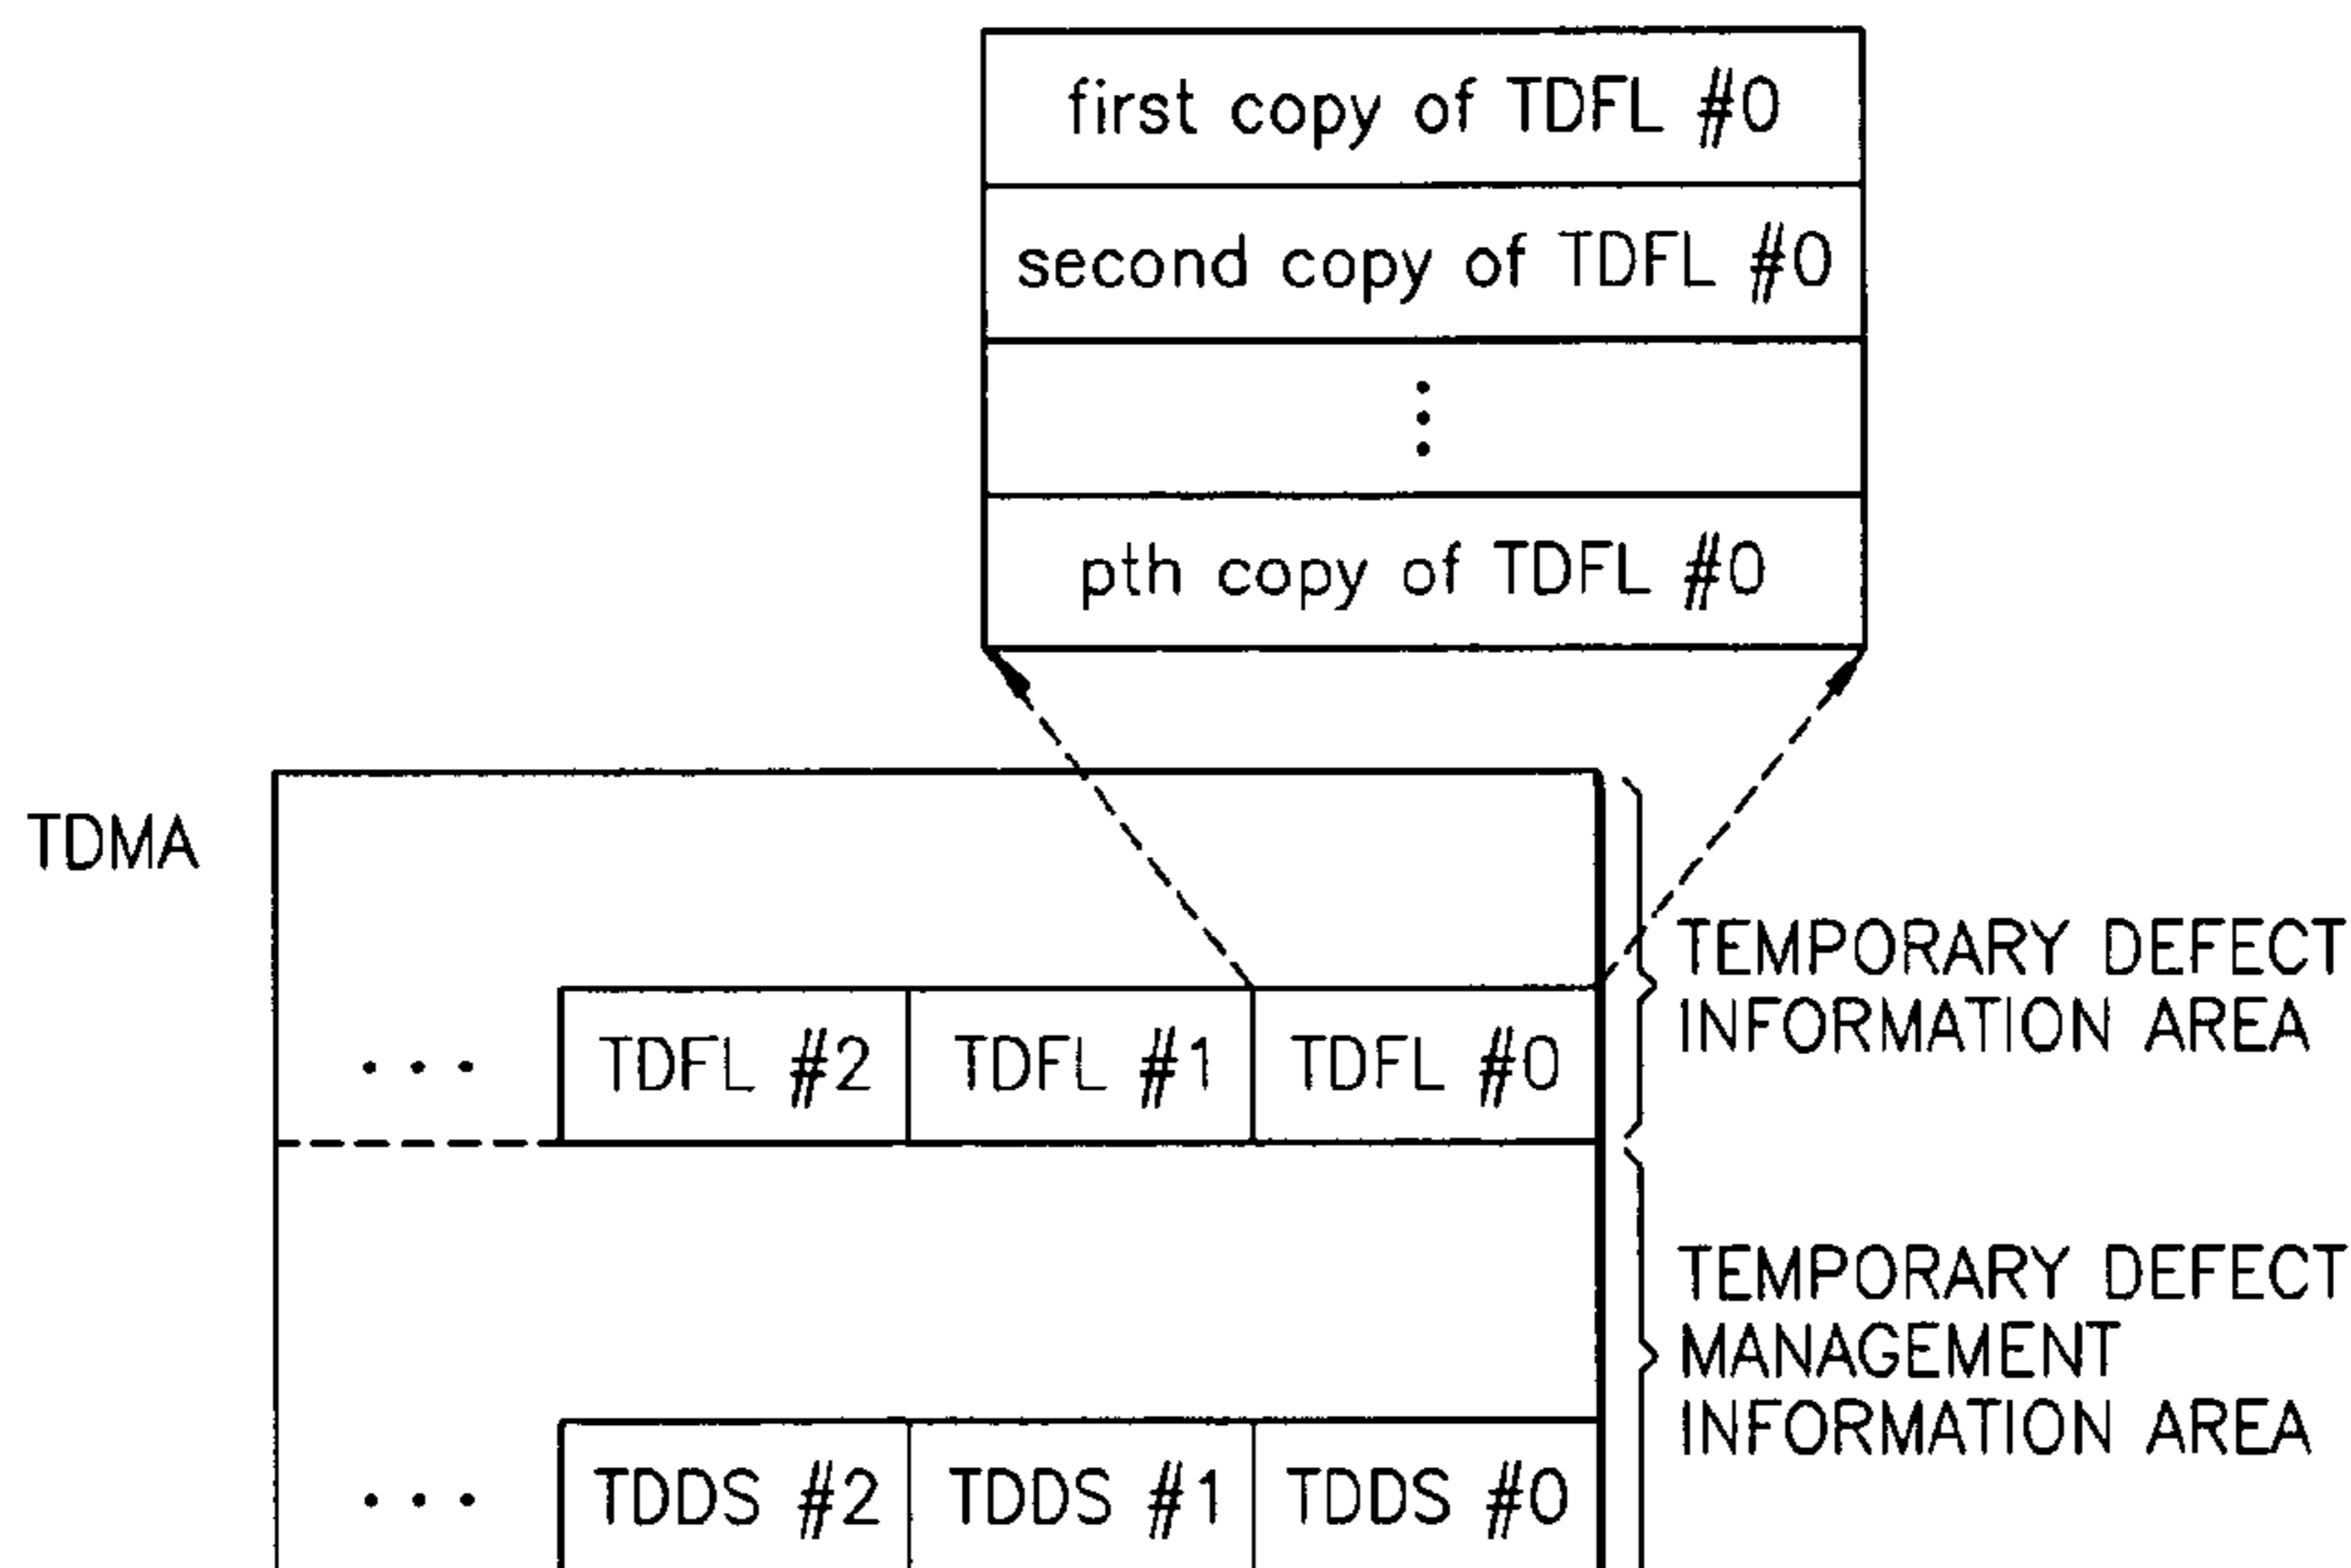 first copy of TDFL #0
second copy of TDFL #0
⋮
pth copy of TDFL #0
TDMA
TEMPORARY DEFECT
INFORMATION AREA
... TDFL #2 TDFL #1 TDFL #0
TEMPORARY DEFECT
MANAGEMENT
INFORMATION AREA
... TDDS #2 TDDS #1 TDDS #0